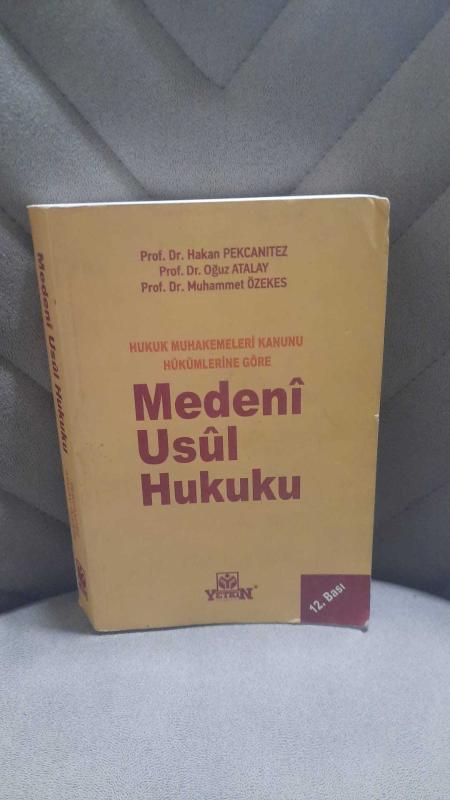 Prof. Dr. Hakan PEKCANITEZ
Prof. Dr. Oğuz ATALAY
Prof. Dr. Muhammet ÖZEKES
HUKUK MUHAKEMELERİ KANUNU
HÜKÜMLERİNE GÖRE
Medenî
Usûl
Hukuku
YETKİN
12. Bası
Medenî Usûl Hukuku